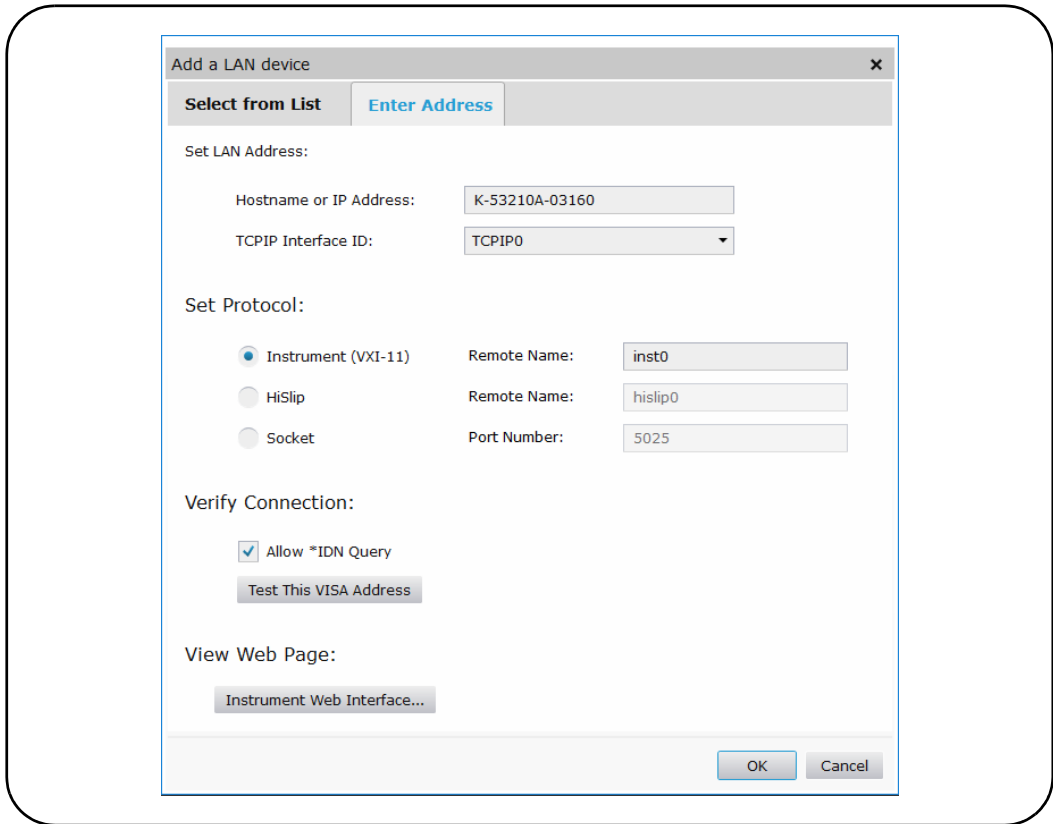 Add a LAN device
Select from List
Enter Address
Set LAN Address:
Hostname or IP Address: K-53210A-03160
TCPIP Interface ID: TCPIP0
Set Protocol:
Instrument (VXI-11) Remote Name: inst0
HiSlip Remote Name: hislip0
Socket Port Number: 5025
Verify Connection:
Allow *IDN Query
Test This VISA Address
View Web Page:
Instrument Web Interface...
OK Cancel